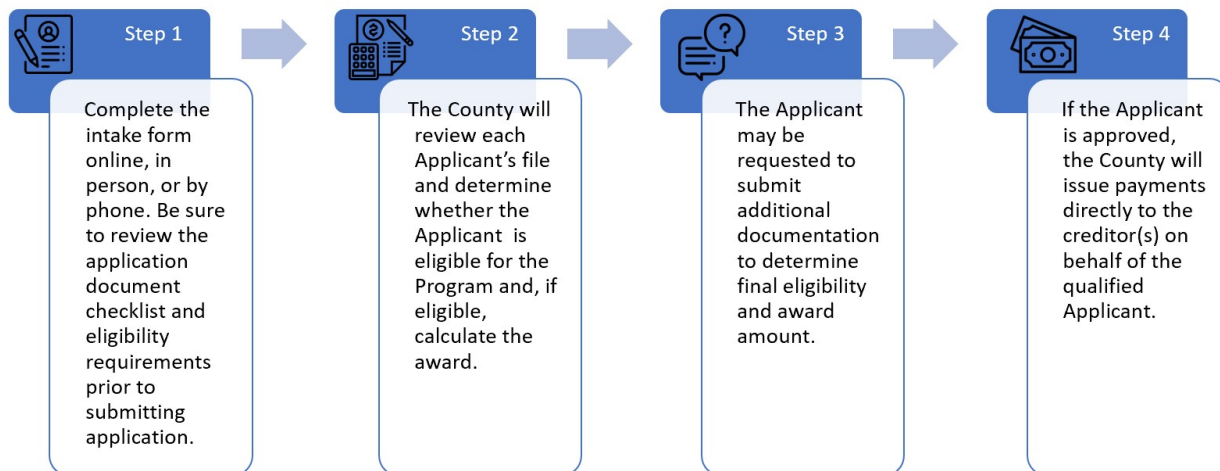 Step 1
Complete the
intake form
online, in
person, or by
phone. Be sure
to review the
application
document
checklist and
eligibility
requirements
prior to
submitting
application.
Step 2
The County will
review each
Applicant’s file
and determine
whether the
Applicant is
eligible for the
Program and, if
eligible,
calculate the
award.
Step 3
The Applicant
may be
requested to
submit
additional
documentation
to determine
final eligibility
and award
amount.
Step 4
If the Applicant
is approved,
the County will
issue payments
directly to the
creditor(s) on
behalf of the
qualified
Applicant.